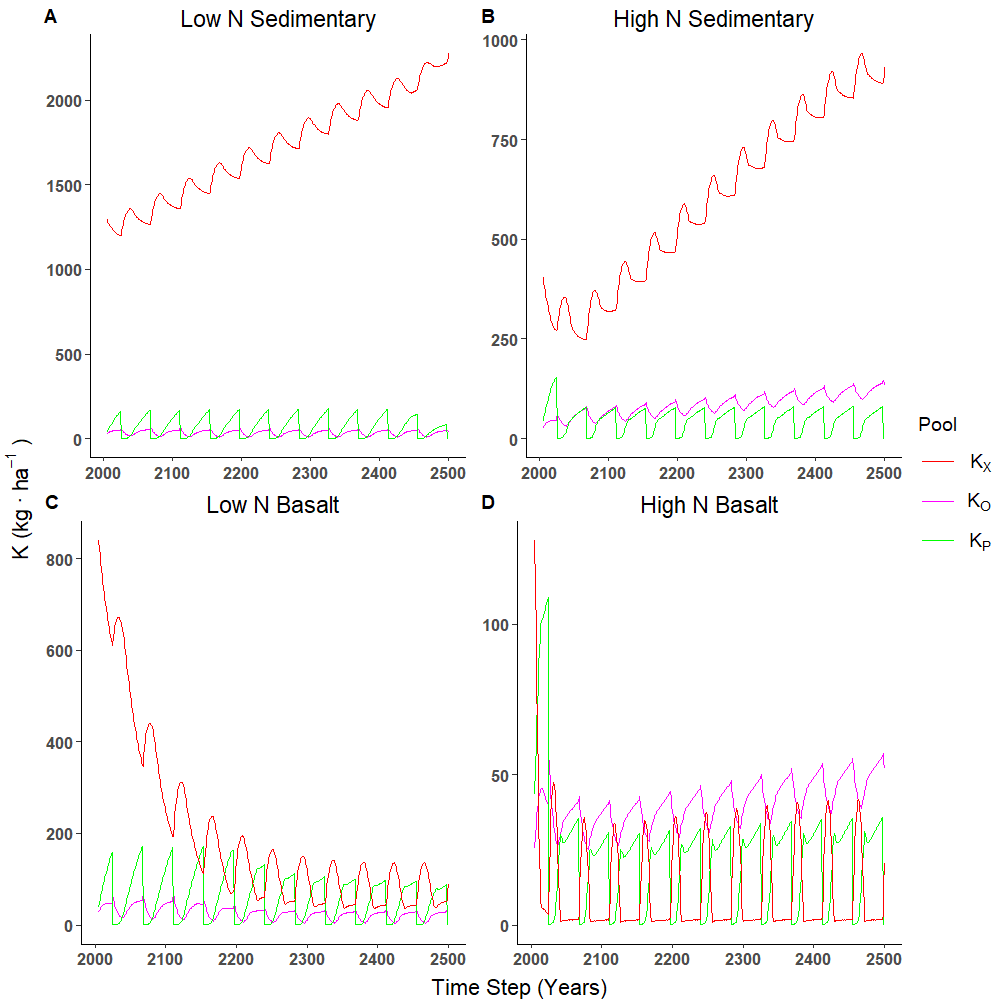 A Low N Sedimentary
B High N Sedimentary
2000
1500
1000
500
0
1000
750
500
250
0
2000 2100 2200 2300 2400 2500
2000 2100 2200 2300 2400 2500
C Low N Basalt
D High N Basalt
800
600
400
200
0
100
50
0
2000 2100 2200 2300 2400 2500
2000 2100 2200 2300 2400 2500
K (kg · ha⁻¹ )
Time Step (Years)
Pool
K_X
K_O
K_P